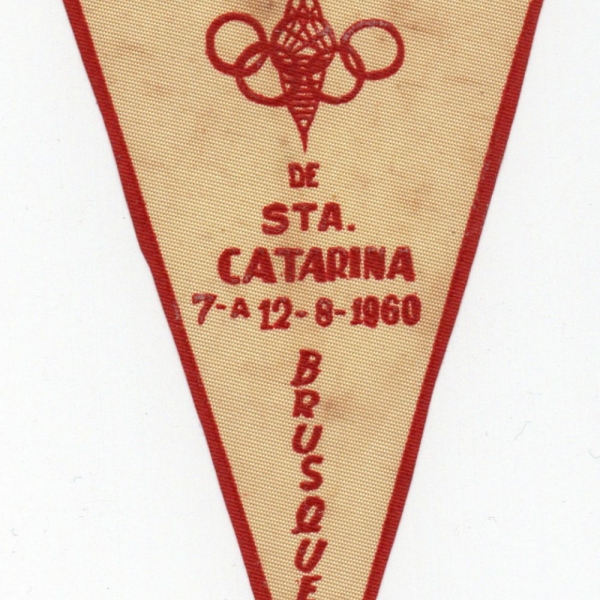 DE
STA.
CATARINA
7-A 12-8-1960
BRUSQUE